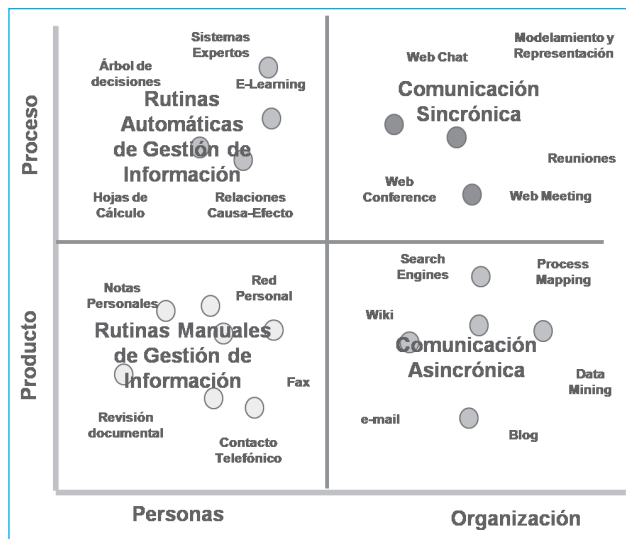 Proceso
Producto
Sistemas
Expertos
Árbol de
decisiones
E-Learning
Rutinas
Automáticas
de Gestión de
Información
Hojas de
Cálculo
Relaciones
Causa-Efecto
Modelamiento y
Representación
Web Chat
Comunicación
Sincrónica
Reuniones
Web
Conference
Web Meeting
Notas
Personales
Red
Personal
Rutinas Manuales
de Gestión de
Información
Fax
Revisión
documental
Contacto
Telefónico
Search
Engines
Process
Mapping
Wiki
Comunicación
Asincrónica
Data
Mining
e-mail
Blog
Personas
Organización